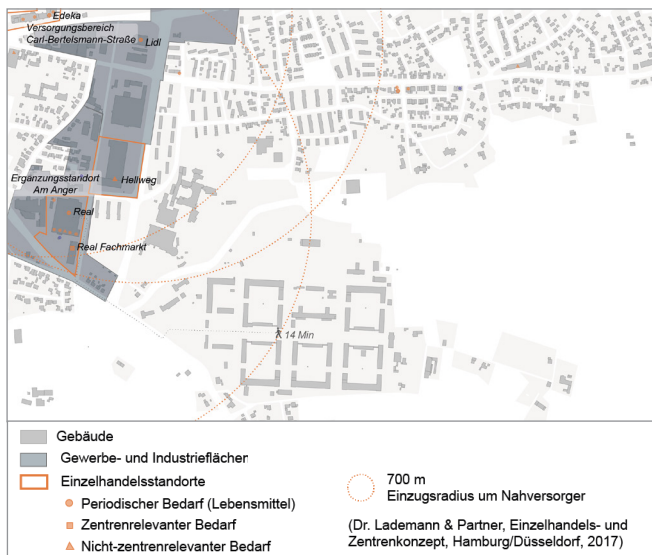 Edeka
Versorgungsbereich
Carl-Bertelsmann-Straße
Lidl
Ergänzungsstandort
Am Anger
Hellweg
Real
Real Fachmarkt
14 Min
Gebäude
Gewerbe- und Industrieflächen
Einzelhandelsstandorte
Periodischer Bedarf (Lebensmittel)
Zentrenrelevanter Bedarf
Nicht-zentrenrelevanter Bedarf
700 m
Einzugsradius um Nahversorger
(Dr. Lademann & Partner, Einzelhandels- und
Zentrenkonzept, Hamburg/Düsseldorf, 2017)